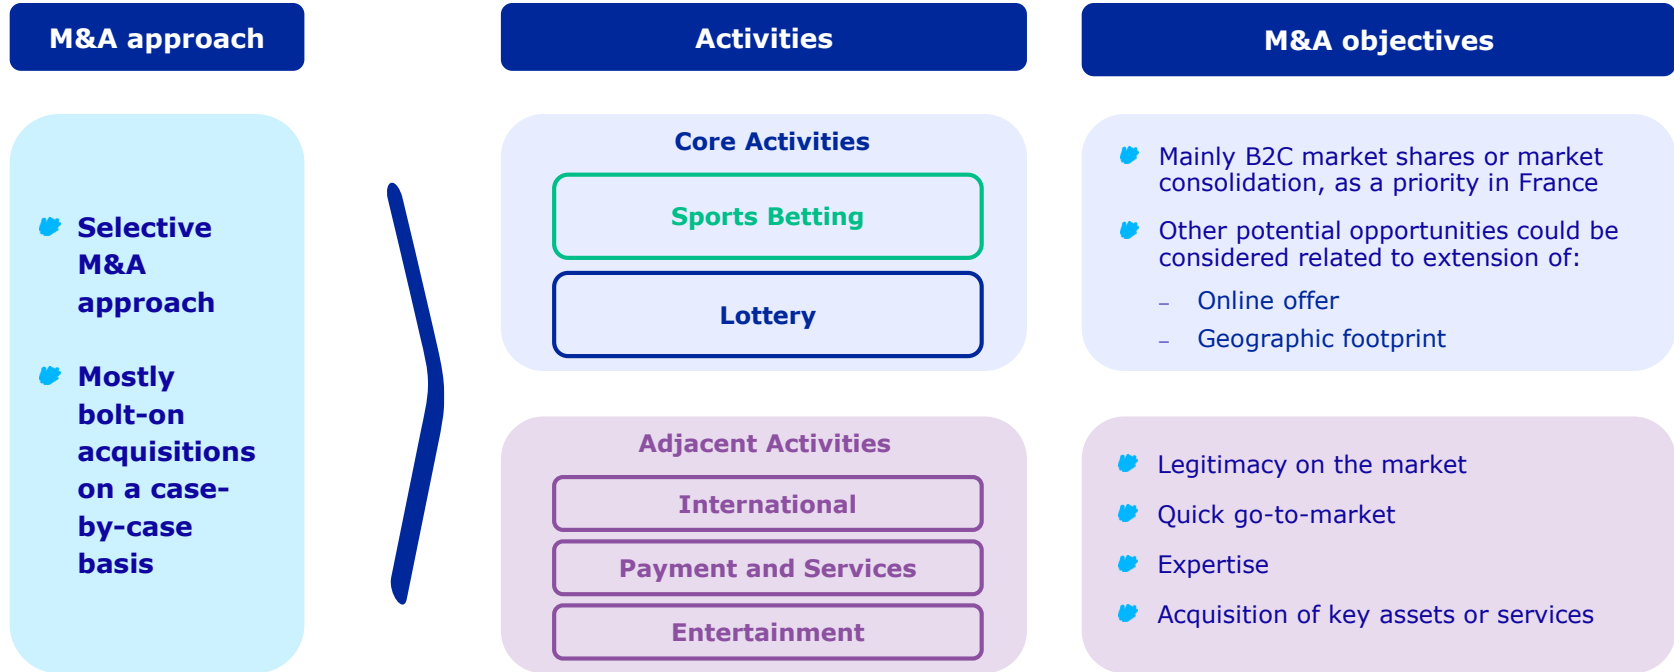 M&A approach
Activities
M&A objectives
Selective
M&A
approach
Mostly
bolt-on
acquisitions
on a case-
by-case
basis
Core Activities
Sports Betting
Lottery
Mainly B2C market shares or market
consolidation, as a priority in France
Other potential opportunities could be
considered related to extension of:
– Online offer
– Geographic footprint
Adjacent Activities
International
Payment and Services
Entertainment
Legitimacy on the market
Quick go-to-market
Expertise
Acquisition of key assets or services